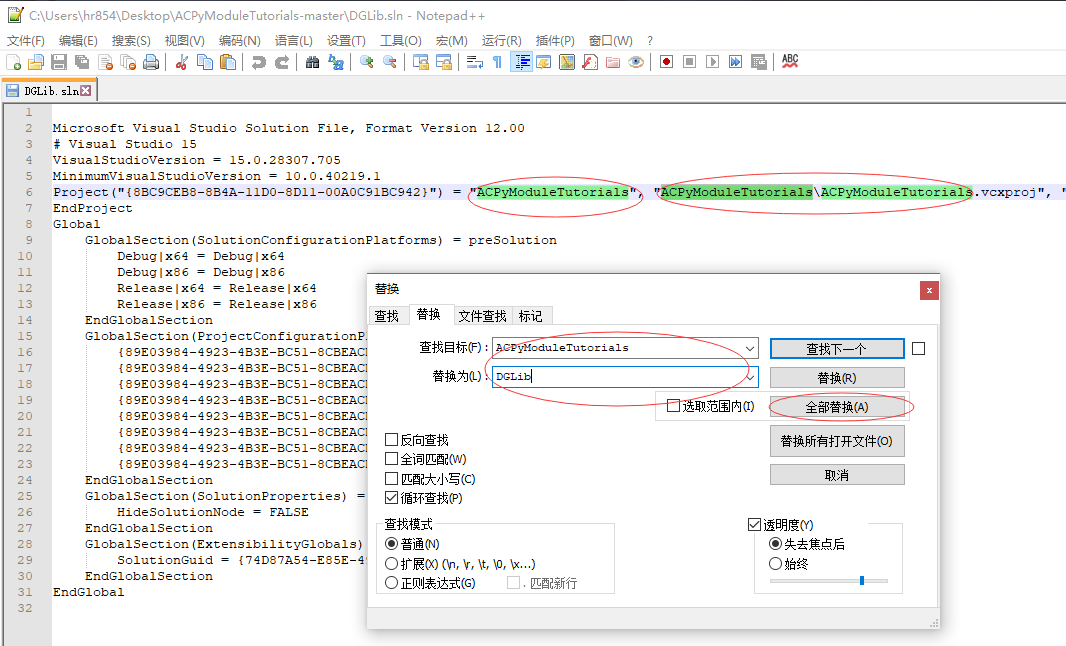 C:\Users\hr854\Desktop\ACPyModuleTutorials-master\DGLib.sln - Notepad++
文件(F) 编辑(E) 搜索(S) 视图(V) 编码(N) 语言(L) 设置(T) 工具(O) 宏(M) 运行(R) 插件(P) 窗口(W) ?
ABC
DGLib.sln
1
2 Microsoft Visual Studio Solution File, Format Version 12.00
3 # Visual Studio 15
4 VisualStudioVersion = 15.0.28307.705
5 MinimumVisualStudioVersion = 10.0.40219.1
6 Project("{8BC9CEB8-8B4A-11D0-8D11-00A0C91BC942}") = "ACPyModuleTutorials", "ACPyModuleTutorials\ACPyModuleTutorials.vcxproj", "
7 EndProject
8 Global
9 GlobalSection(SolutionConfigurationPlatforms) = preSolution
10 Debug|x64 = Debug|x64
11 Debug|x86 = Debug|x86
12 Release|x64 = Release|x64
13 Release|x86 = Release|x86
14 EndGlobalSection
15 GlobalSection(ProjectConfigurationP
16 {89E03984-4923-4B3E-BC51-8CBEAC
17 {89E03984-4923-4B3E-BC51-8CBEAC
18 {89E03984-4923-4B3E-BC51-8CBEAC
19 {89E03984-4923-4B3E-BC51-8CBEAC
20 {89E03984-4923-4B3E-BC51-8CBEAC
21 {89E03984-4923-4B3E-BC51-8CBEAC
22 {89E03984-4923-4B3E-BC51-8CBEAC
23 {89E03984-4923-4B3E-BC51-8CBEAC
24 EndGlobalSection
25 GlobalSection(SolutionProperties) =
26 HideSolutionNode = FALSE
27 EndGlobalSection
28 GlobalSection(ExtensibilityGlobals)
29 SolutionGuid = {74D87A54-E85E-4
30 EndGlobalSection
31 EndGlobal
32
替换
x
查找 替换 文件查找 标记
查找目标(F) : ACPyModuleTutorials 查找下一个
替换为(L) : DGLib 替换(R)
选取范围内(I) 全部替换(A)
替换所有打开文件(O)
反向查找
全词匹配(W) 取消
匹配大小写(C)
循环查找(P)
查找模式 透明度(Y)
普通(N) 失去焦点后
扩展(X) (\n, \r, \t, \0, \x...) 始终
正则表达式(G) . 匹配新行